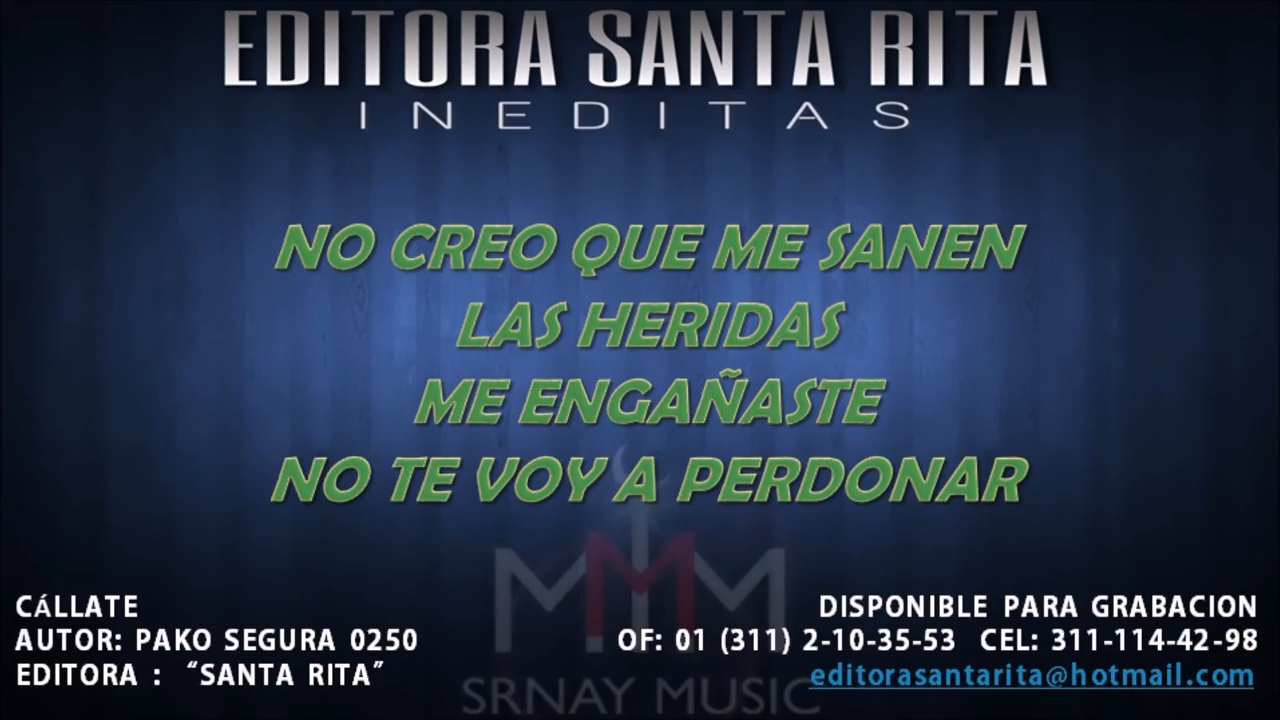 EDITORA SANTA RITA
INEDITAS
NO CREO QUE ME SANEN
LAS HERIDAS
ME ENGAÑASTE
NO TE VOY A PERDONAR
CÁLLATE
AUTOR: PAKO SEGURA 0250
EDITORA : “SANTA RITA”
DISPONIBLE PARA GRABACION
OF: 01 (311) 2-10-35-53 CEL: 311-114-42-98
editorasantarita@hotmail.com
MMM
SRNAY MUSIC